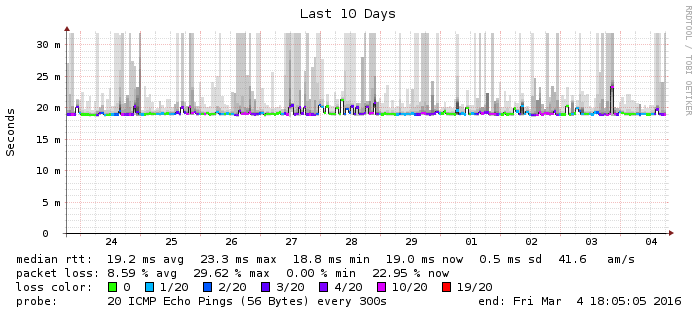 Last 10 Days
RRDTOOL / TOBI OETIKER
Seconds
30 m
25 m
20 m
15 m
10 m
5 m
0
24 25 26 27 28 29 01 02 03 04
median rtt: 19.2 ms avg 23.3 ms max 18.8 ms min 19.0 ms now 0.5 ms sd 41.6 am/s
packet loss: 8.59 % avg 29.62 % max 0.00 % min 22.95 % now
loss color: 0 1/20 2/20 3/20 4/20 10/20 19/20
probe: 20 ICMP Echo Pings (56 Bytes) every 300s end: Fri Mar 4 18:05:05 2016